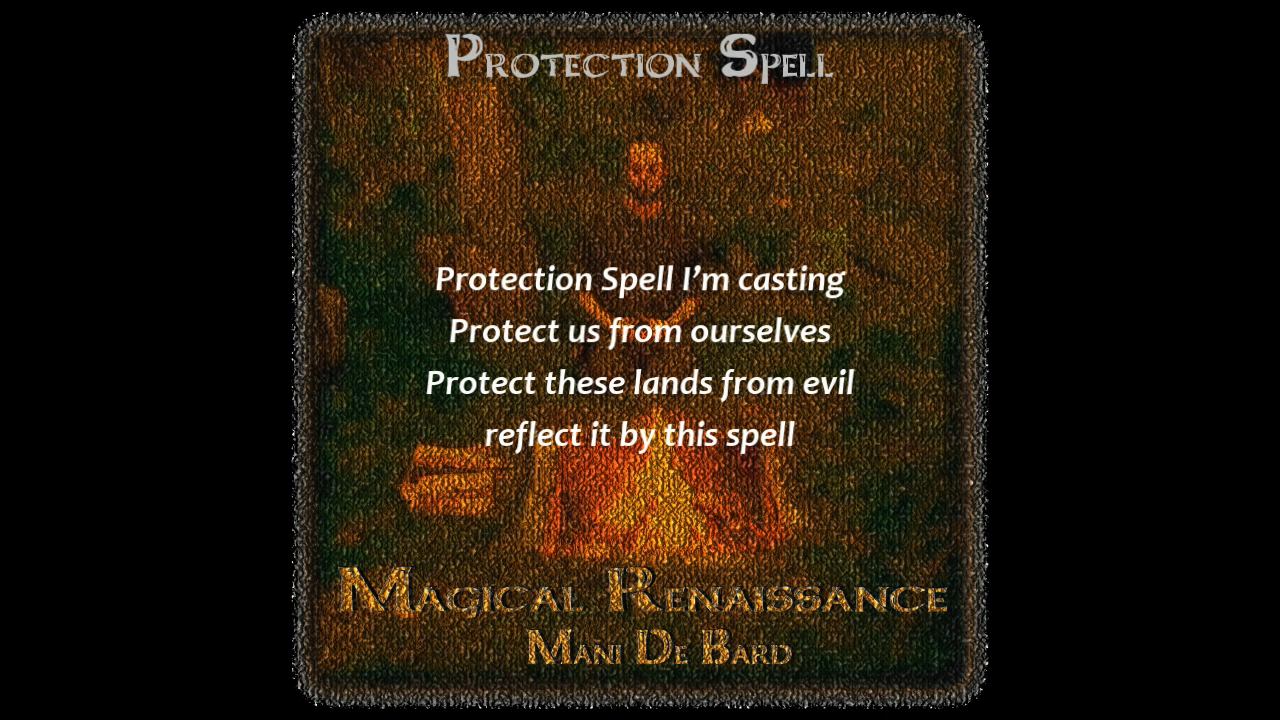 Protection Spell
Protection Spell I’m casting
Protect us from ourselves
Protect these lands from evil
reflect it by this spell
Magical Renaissance
Mani De Bard